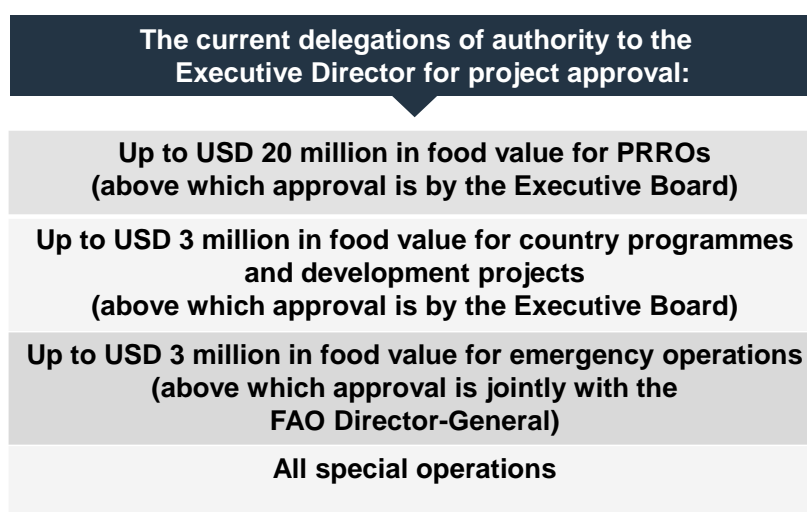 The current delegations of authority to the
Executive Director for project approval:
Up to USD 20 million in food value for PRROs
(above which approval is by the Executive Board)
Up to USD 3 million in food value for country programmes
and development projects
(above which approval is by the Executive Board)
Up to USD 3 million in food value for emergency operations
(above which approval is jointly with the
FAO Director-General)
All special operations